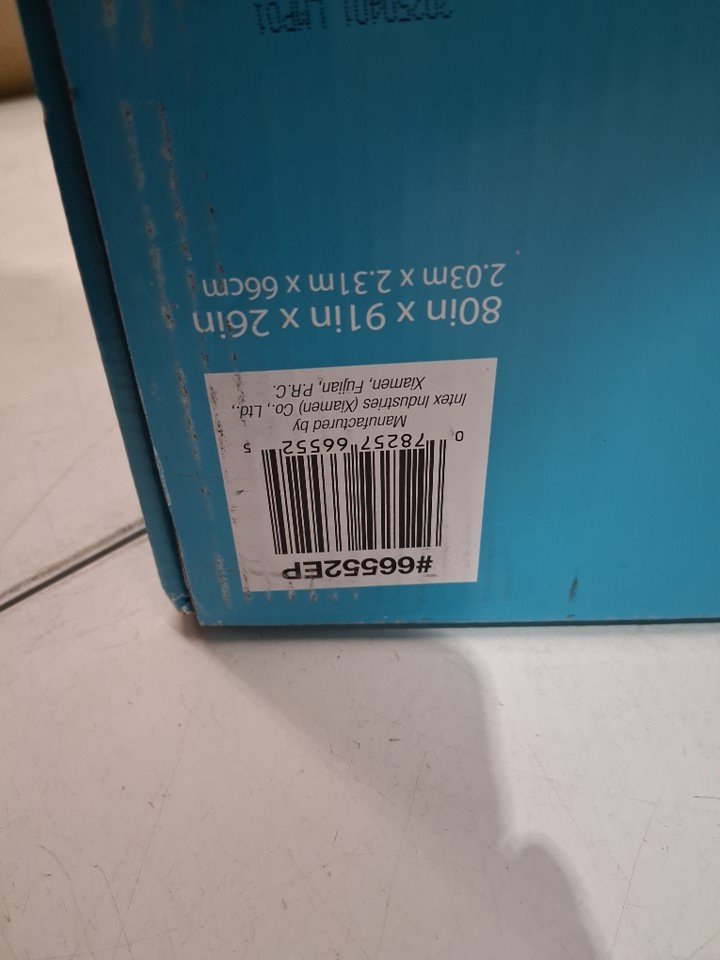 #66552EP
0 78257 66552 5
Manufactured by
Intex Industries (Xiamen) Co., Ltd.,
Xiamen, Fujian, P.R.C.
80in x 91in x 26in
2.03m x 2.31m x 66cm